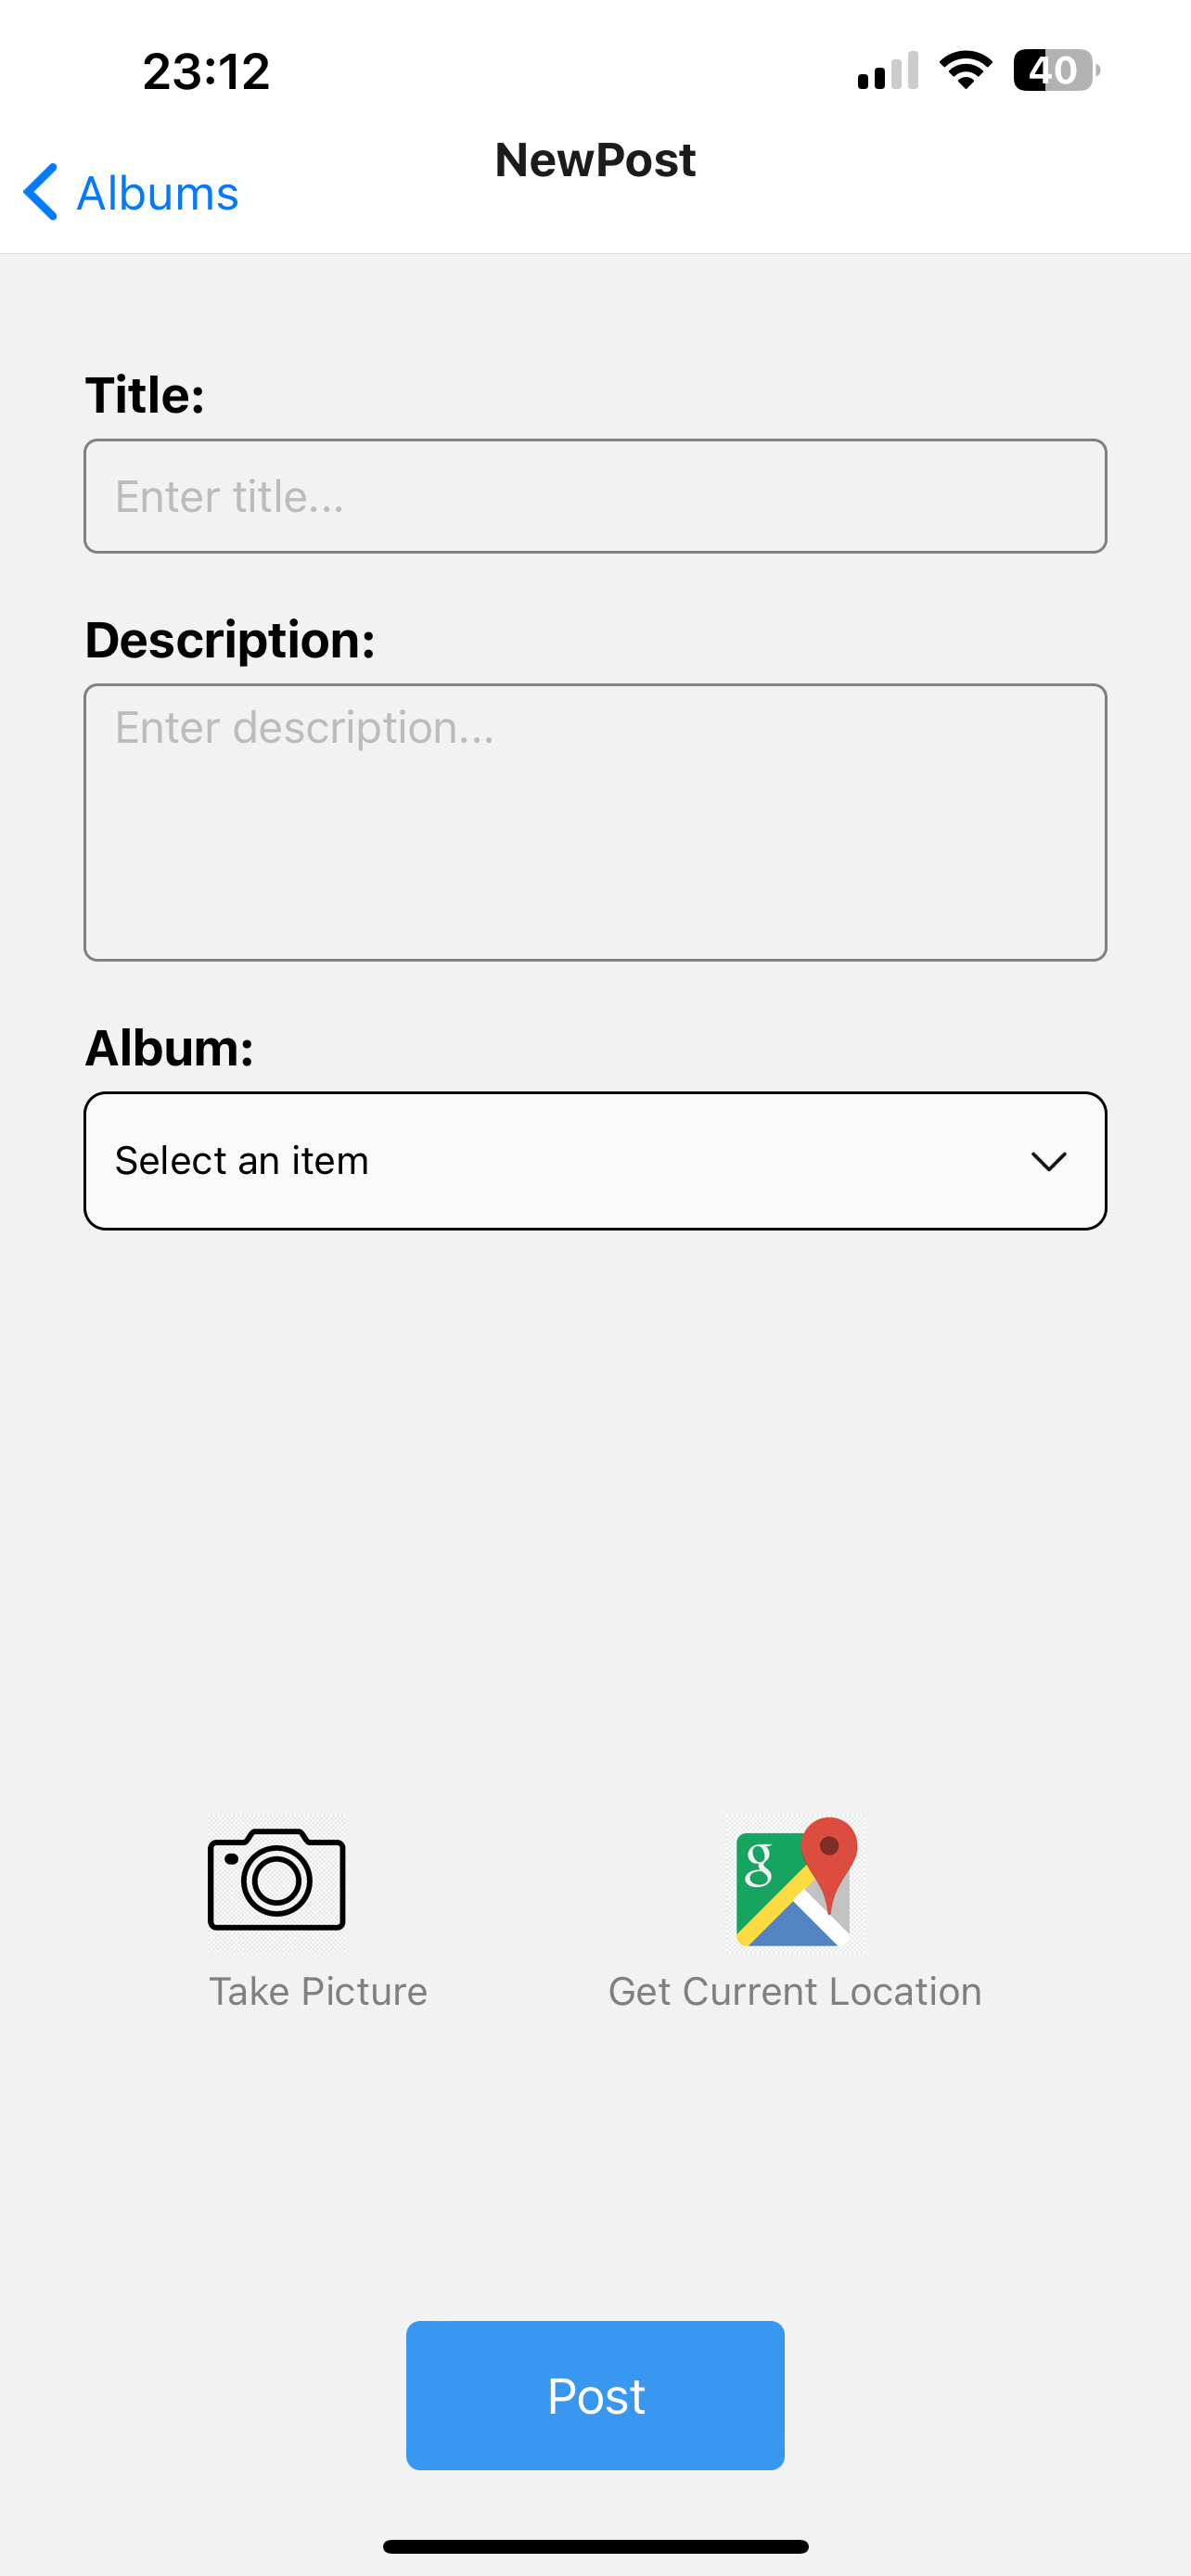 23:12
40
NewPost
Albums
Title:
Enter title...
Description:
Enter description...
Album:
Select an item
g
Take Picture
Get Current Location
Post